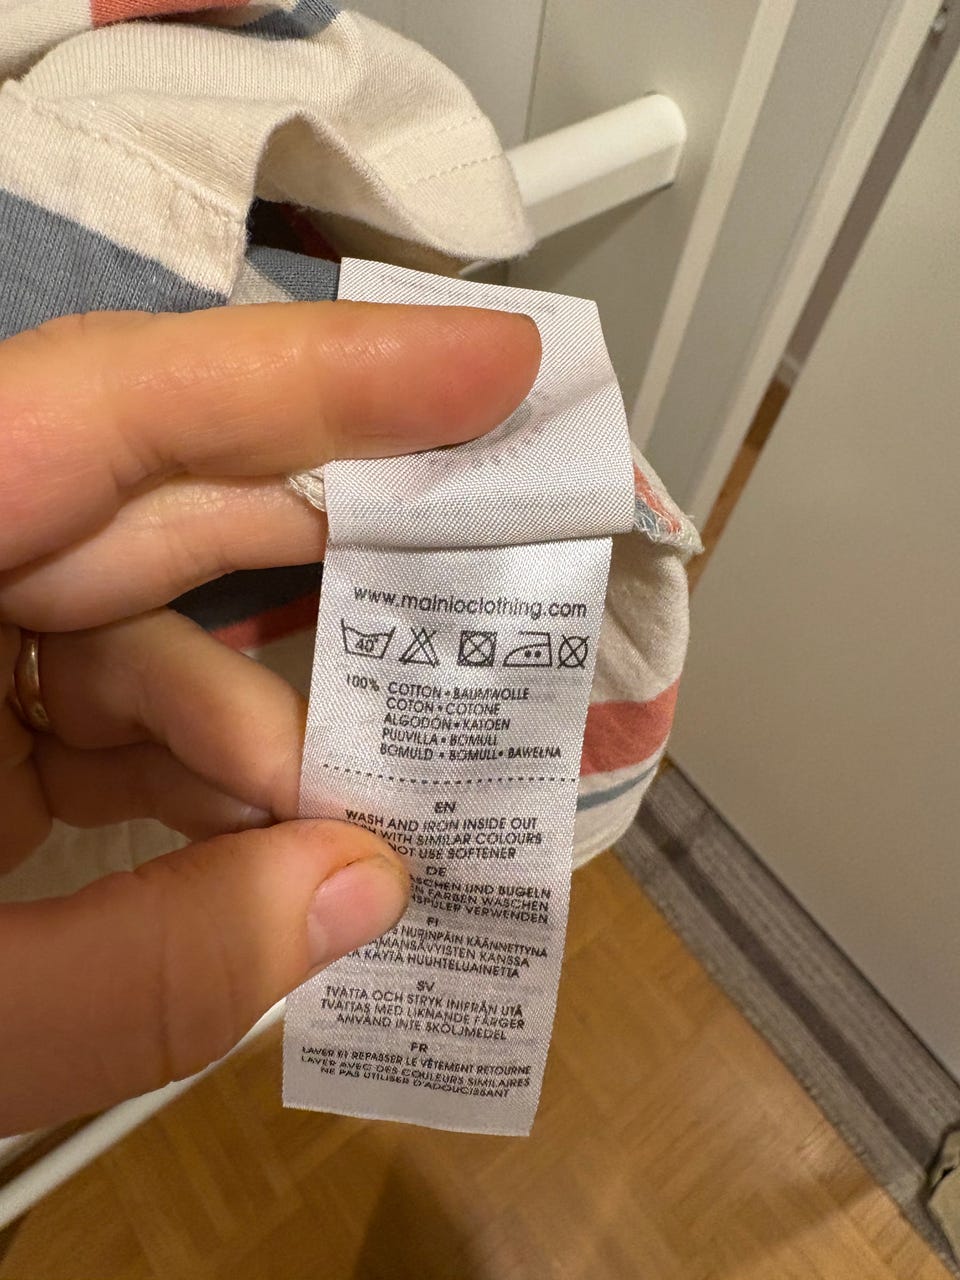 www.mainioclothing.com
40°
100% COTTON • BAUMWOLLE
COTON • COTONE
ALGODÓN • KATOEN
PUUVILLA • BOMULL
BOMULD • BOMULL • BAWEŁNA
EN
WASH AND IRON INSIDE OUT
WITH SIMILAR COLOURS
NOT USE SOFTENER
DE
UND BÜGELN
FARBEN WASCHEN
VERWENDEN
FI
NURINPÄIN KÄÄNNETTYNÄ
KANSSA
KÄYTÄ HUUHTELUAINETTA
SV
TVÄTTA OCH STRYK INIFRÅN UTÅ
TVÄTTAS MED LIKNANDE FÄRGER
ANVÄND INTE SKÖLJMEDEL
FR
LAVER ET REPASSER LE VÊTEMENT RETOURNE
LAVER AVEC DES COULEURS SIMILAIRES
NE PAS UTILISER D'ADOUCISSANT